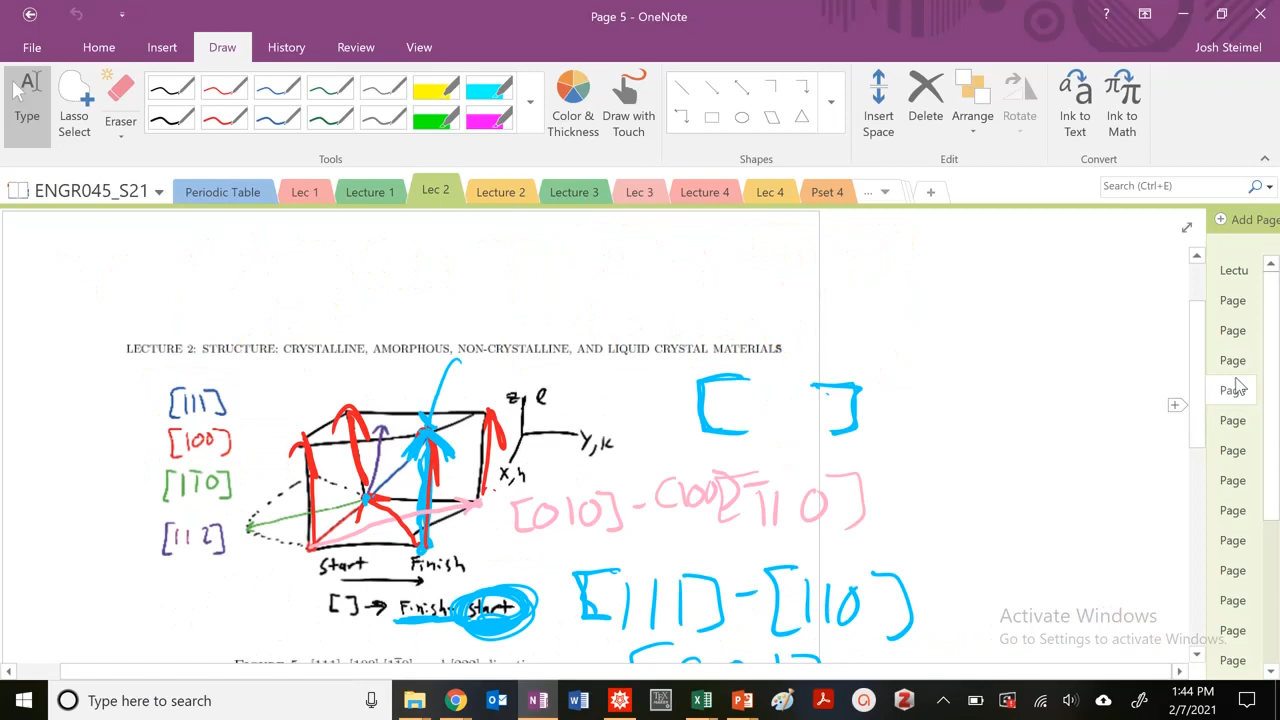 Page 5 - OneNote
Josh Steimel
File Home Insert Draw History Review View
Type Lasso Select Eraser Color & Thickness Draw with Touch Insert Space Delete Arrange Rotate Ink to Text Ink to Math
Tools Shapes Edit Convert
ENGR045_S21 Periodic Table Lec 1 Lecture 1 Lec 2 Lecture 2 Lecture 3 Lec 3 Lecture 4 Lec 4 Pset 4 ... Search (Ctrl+E)
Add Page
Lectu
Page
Page
Page
Page
Page
Page
Page
Page
Page
Page
Page
Page
Page
LECTURE 2: STRUCTURE: CRYSTALLINE, AMORPHOUS, NON-CRYSTALLINE, AND LIQUID CRYSTAL MATERIALS
[111]
[100]
[11̄0]
[112]
z, l
y, k
x, h
[ ]
[010] - (100)
[1̄10]
Start Finish
[ ] → Finish - start
[111] - [110]
Activate Windows
Go to Settings to activate Windows.
Type here to search
1:44 PM
2/7/2021